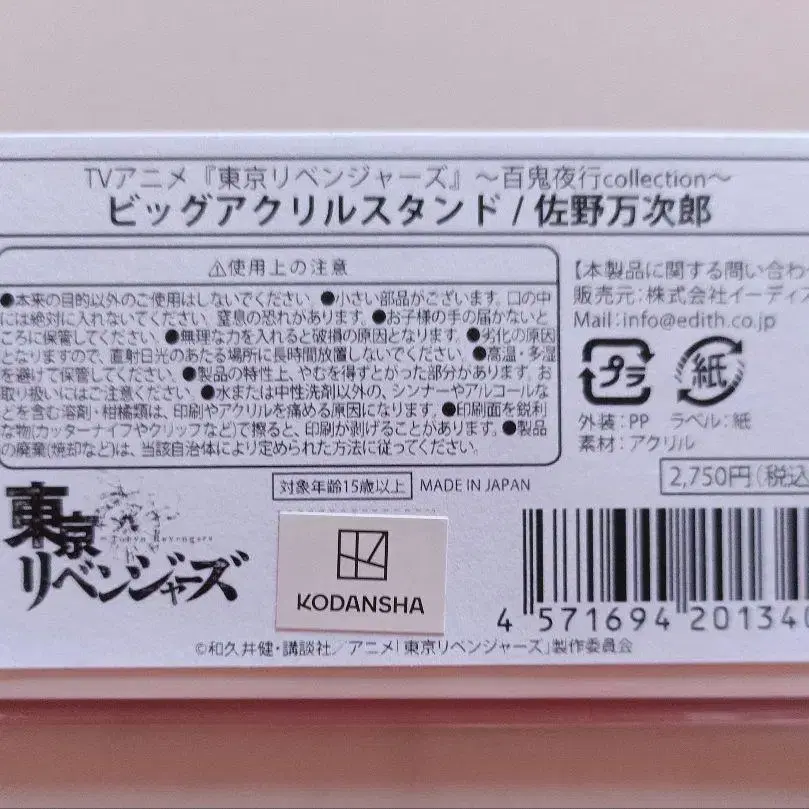 TVアニメ『東京リベンジャーズ』～百鬼夜行collection～
ビッグアクリルスタンド / 佐野万次郎
⚠使用上の注意
●本来の目的以外のご使用はしないでください。●小さい部品がございます。口の中
には絶対に入れないでください。窒息の恐れがあります。●お子様の手の届かないと
ころに保管してください。●無理な力を入れると破損の原因となります。●劣化の原因
となりますので、直射日光のあたる場所に長時間放置しないでください。●高温・多湿
を避けて保管してください。●製品の特性上、やむを得ずとがった部分があります。お
取り扱いにはご注意ください。●水または中性洗剤以外の、シンナーやアルコールな
どを含む溶剤・柑橘類は、印刷やアクリルを痛める原因になります。●印刷面を鋭利
な物(カッターナイフやクリップなど)で擦ると、印刷が剥げることがあります。●製品
の廃棄(焼却など)は、当該自治体により定められた方法に従ってください。
【本製品に関する問い合わ
販売元：株式会社イーディス
Mail：info@edith.co.jp
プラ
紙
外装：PP ラベル：紙
素材：アクリル
2,750円(税込
対象年齢15歳以上 MADE IN JAPAN
東京
リベンジャーズ
Tokyo Revengers
KODANSHA
4 571694 201340
©和久井健・講談社／アニメ「東京リベンジャーズ」製作委員会